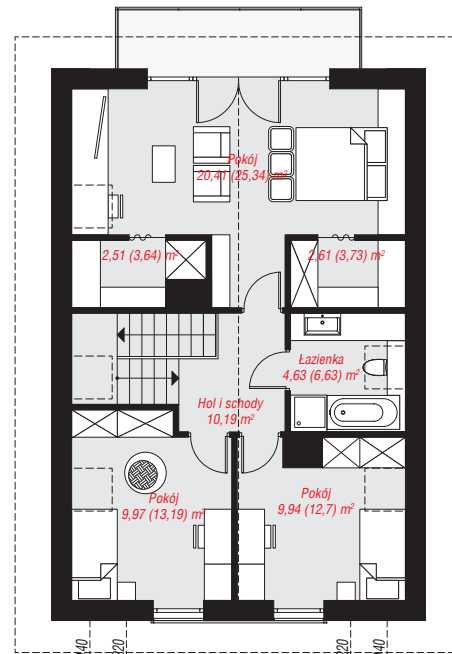 Pokój
20,41 (25,34) m²
2,51 (3,64) m²
2,61 (3,73) m²
Łazienka
4,63 (6,63) m²
Hol i schody
10,19 m²
Pokój
9,97 (13,19) m²
Pokój
9,94 (12,7) m²
140
220
220
140